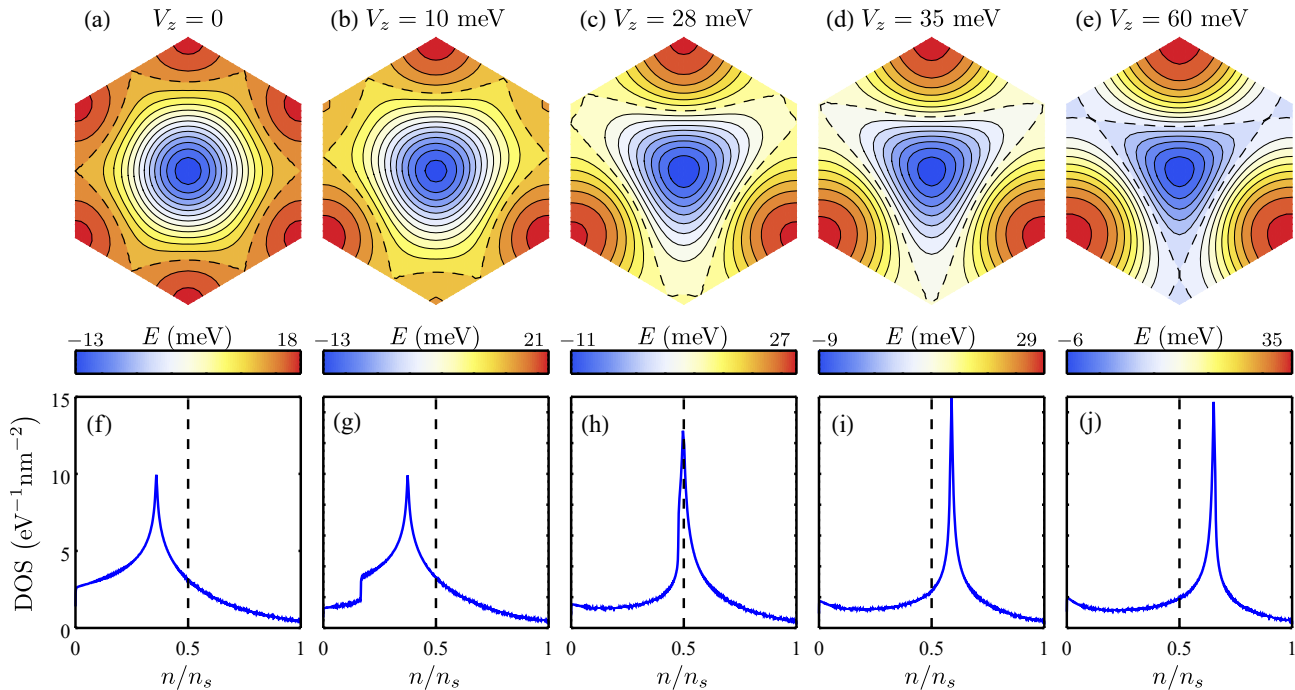 (a) V_z = 0 (b) V_z = 10 meV (c) V_z = 28 meV (d) V_z = 35 meV (e) V_z = 60 meV
−13 E (meV) 18 −13 E (meV) 21 −11 E (meV) 27 −9 E (meV) 29 −6 E (meV) 35
15
10
5
0
DOS (eV⁻¹nm⁻²)
(f) (g) (h) (i) (j)
0 0.5 1 0 0.5 1 0 0.5 1 0 0.5 1 0 0.5 1
n/n_s n/n_s n/n_s n/n_s n/n_s